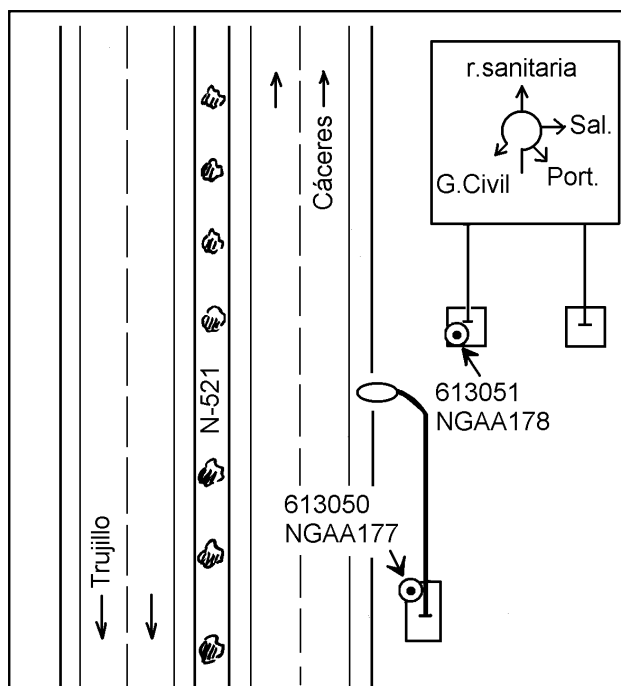 r.sanitaria
Sal.
G.Civil
Port.
Cáceres
N-521
613051
NGAA178
613050
NGAA177
Trujillo